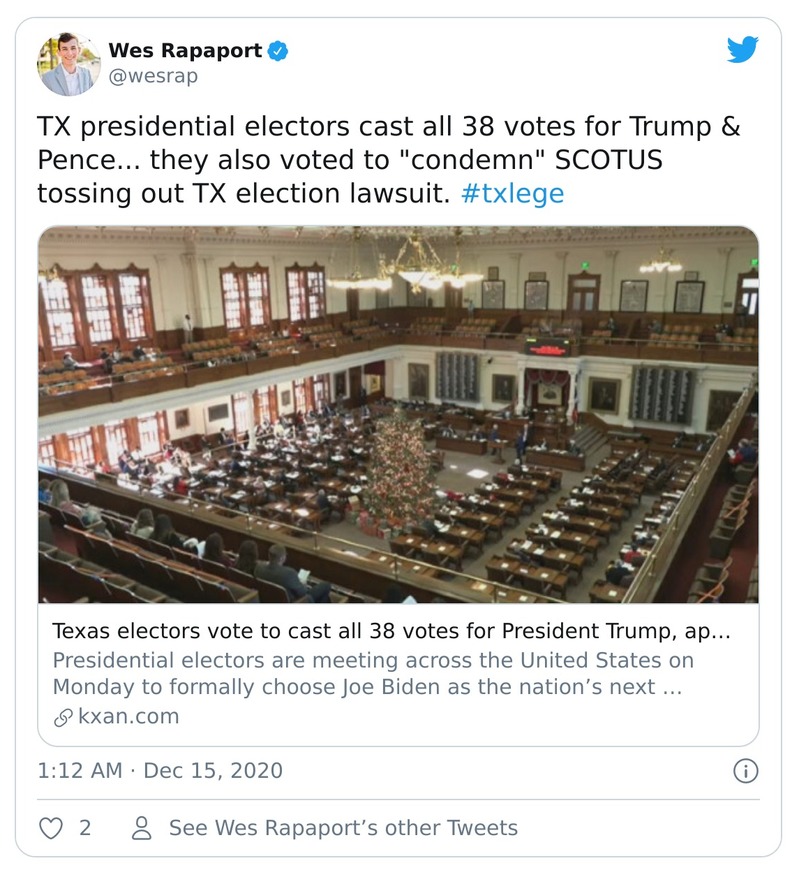 Wes Rapaport
@wesrap
TX presidential electors cast all 38 votes for Trump &
Pence... they also voted to "condemn" SCOTUS
tossing out TX election lawsuit. #txlege
Texas electors vote to cast all 38 votes for President Trump, ap…
Presidential electors are meeting across the United States on
Monday to formally choose Joe Biden as the nation’s next …
kxan.com
1:12 AM · Dec 15, 2020
2
See Wes Rapaport’s other Tweets